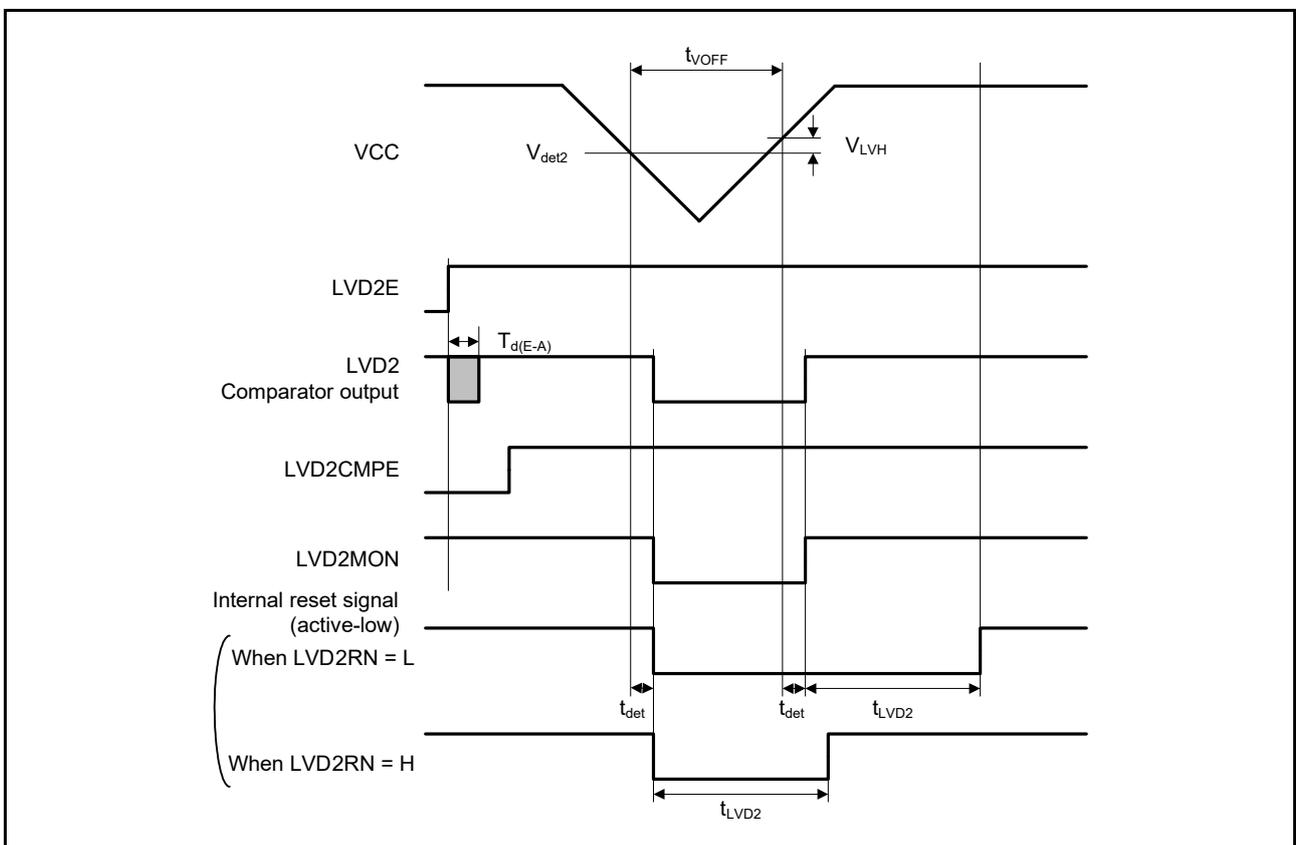 tVOFF
VCC
Vdet2
VLVH
LVD2E
Td(E-A)
LVD2
Comparator output
LVD2CMPE
LVD2MON
Internal reset signal
(active-low)
When LVD2RN = L
tdet
tdet
tLVD2
When LVD2RN = H
tLVD2